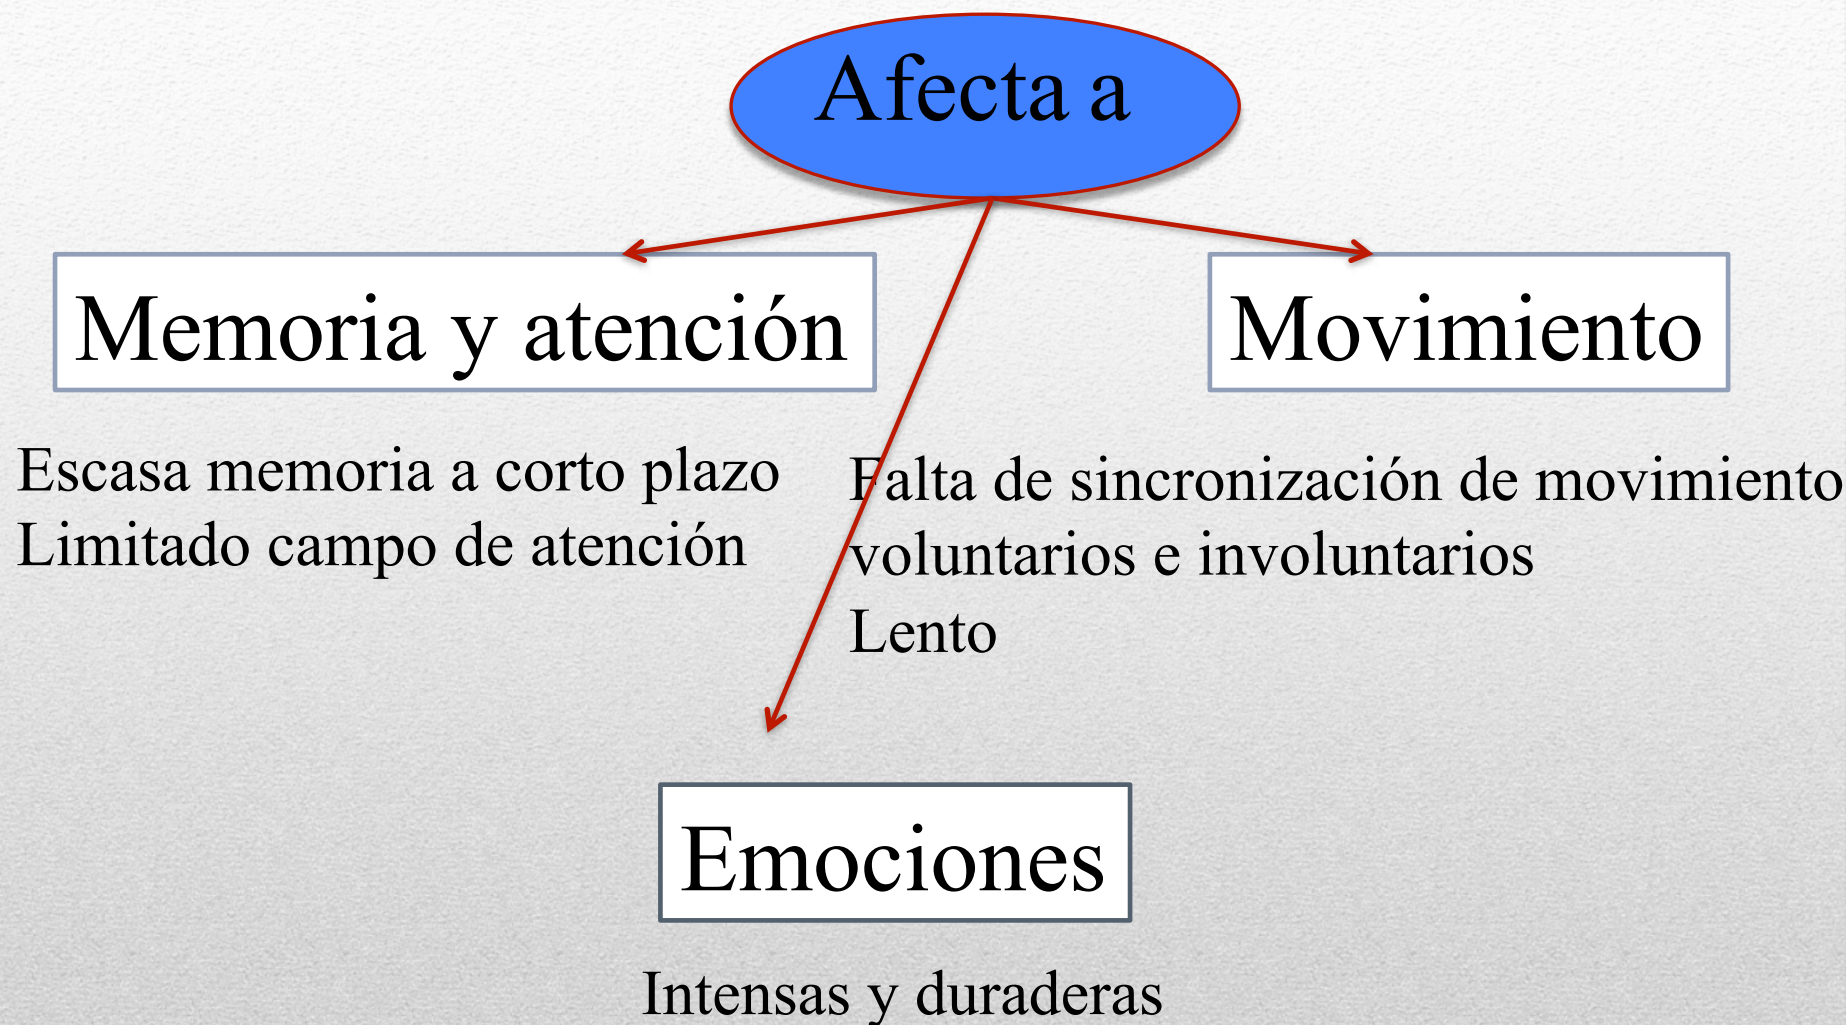 Afecta a
Memoria y atención
Movimiento
Escasa memoria a corto plazo
Limitado campo de atención
Falta de sincronización de movimiento
voluntarios e involuntarios
Lento
Emociones
Intensas y duraderas